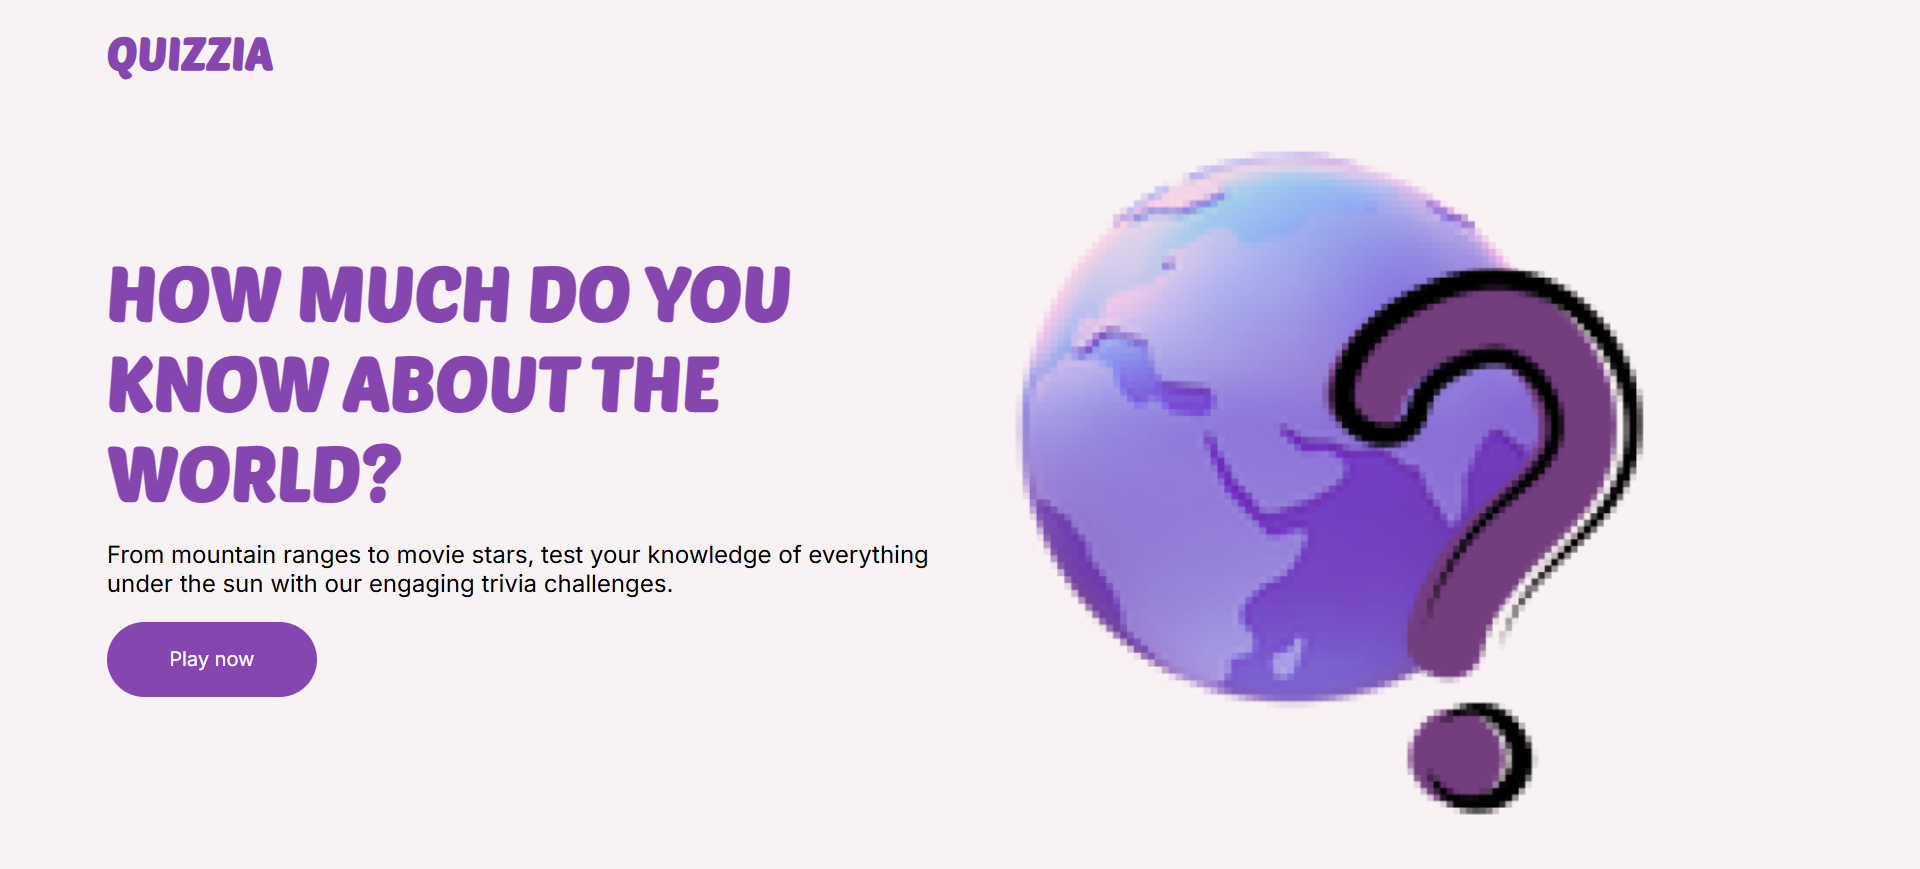 QUIZZIA
HOW MUCH DO YOU
KNOW ABOUT THE
WORLD?
From mountain ranges to movie stars, test your knowledge of everything
under the sun with our engaging trivia challenges.
Play now
?